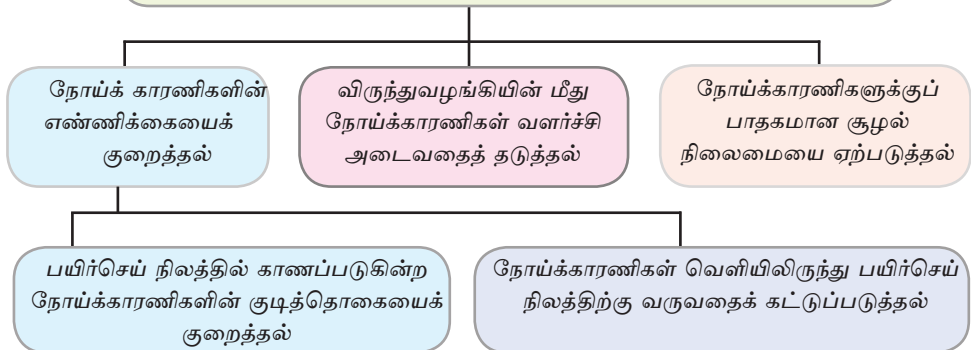 நோய்க் காரணிகளின்
எண்ணிக்கையைக்
குறைத்தல்
விருந்துவழங்கியின் மீது
நோய்க்காரணிகள் வளர்ச்சி
அடைவதைத் தடுத்தல்
நோய்க்காரணிகளுக்குப்
பாதகமான சூழல்
நிலைமையை ஏற்படுத்தல்
பயிர்செய் நிலத்தில் காணப்படுகின்ற
நோய்க்காரணிகளின் குடித்தொகையைக்
குறைத்தல்
நோய்க்காரணிகள் வெளியிலிருந்து பயிர்செய்
நிலத்திற்கு வருவதைக் கட்டுப்படுத்தல்